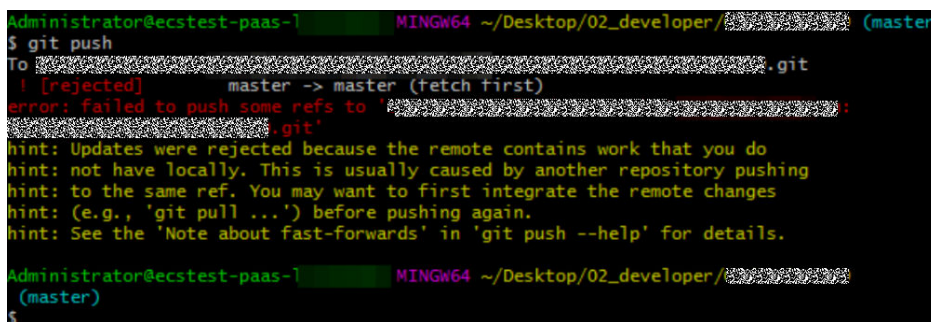 Administrator@ecstest-paas- MINGW64 ~/Desktop/02_developer/ (master
$ git push
To .git
! [rejected] master -> master (fetch first)
error: failed to push some refs to ' :
.git'
hint: Updates were rejected because the remote contains work that you do
hint: not have locally. This is usually caused by another repository pushing
hint: to the same ref. You may want to first integrate the remote changes
hint: (e.g., 'git pull ...') before pushing again.
hint: See the 'Note about fast-forwards' in 'git push --help' for details.
Administrator@ecstest-paas- MINGW64 ~/Desktop/02_developer/
(master)
$